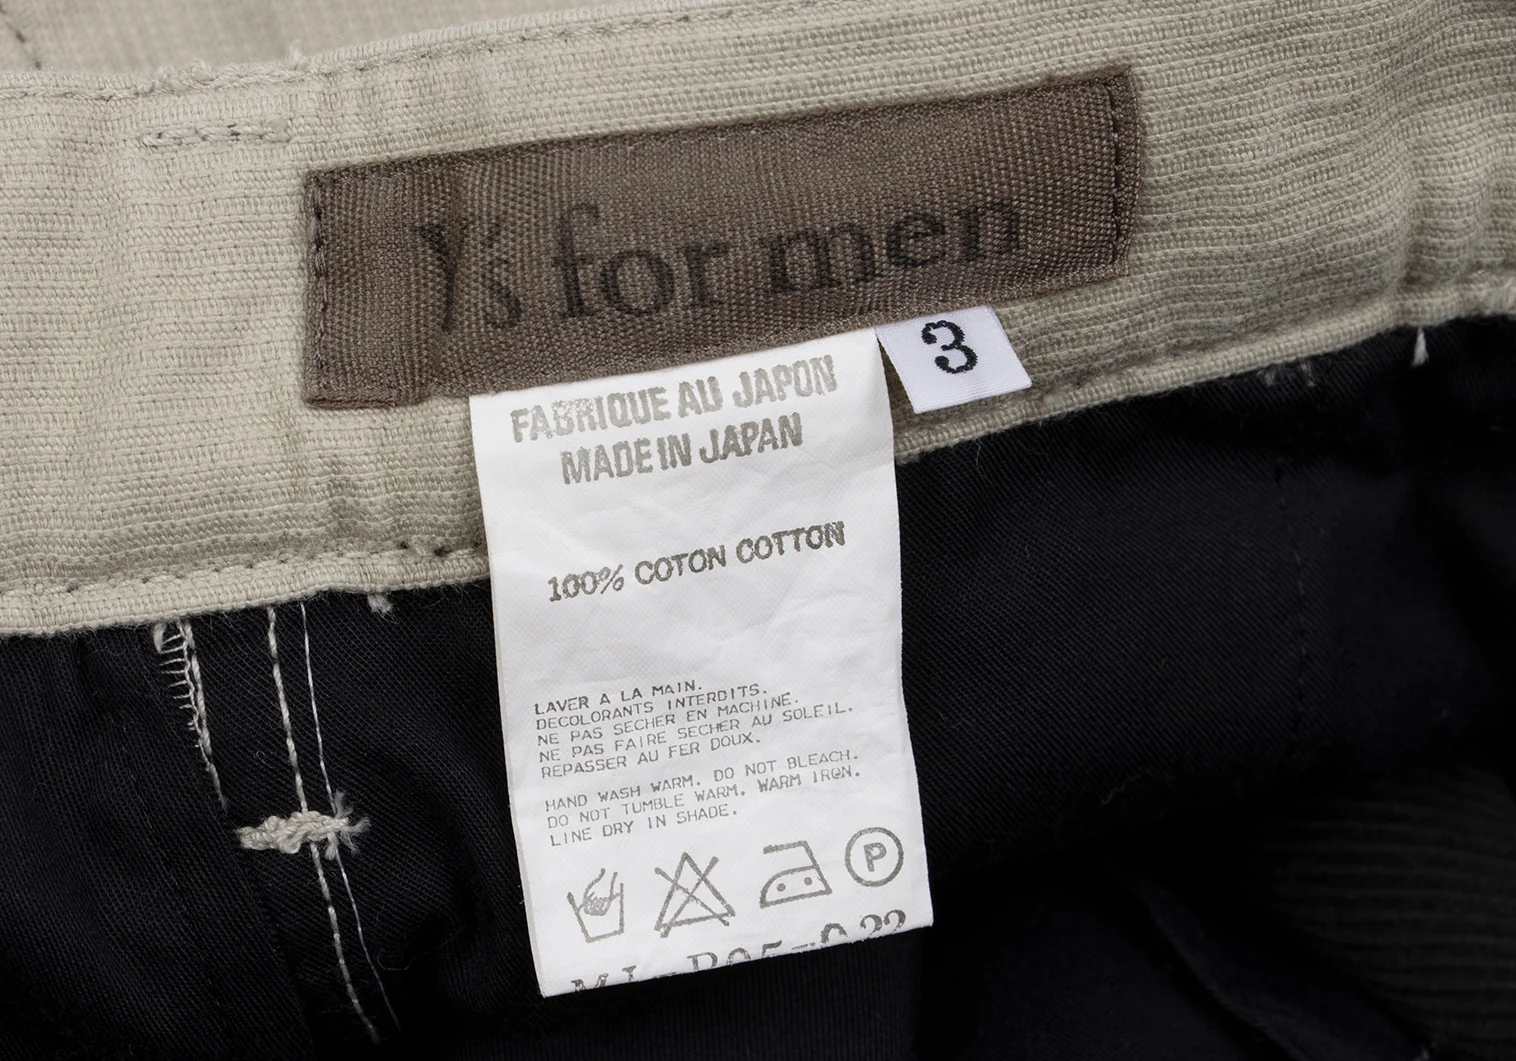 Y's for men
3
FABRIQUE AU JAPON
MADE IN JAPAN
100% COTON COTTON
LAVER A LA MAIN.
DECOLORANTS INTERDITS.
NE PAS SECHER EN MACHINE.
NE PAS FAIRE SECHER AU SOLEIL.
REPASSER AU FER DOUX.
HAND WASH WARM. DO NOT BLEACH.
DO NOT TUMBLE WARM. WARM IRON.
LINE DRY IN SHADE.
P